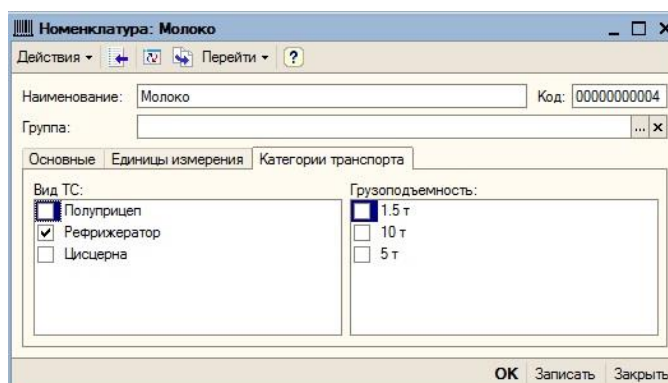 Номенклатура: Молоко
Действия Перейти ?
Наименование: Молоко Код: 00000000004
Группа: ... x
Основные Единицы измерения Категории транспорта
Вид ТС: Грузоподъемность:
Полуприцеп 1.5 т
Рефрижератор 10 т
Цисцерна 5 т
OK Записать Закрыть